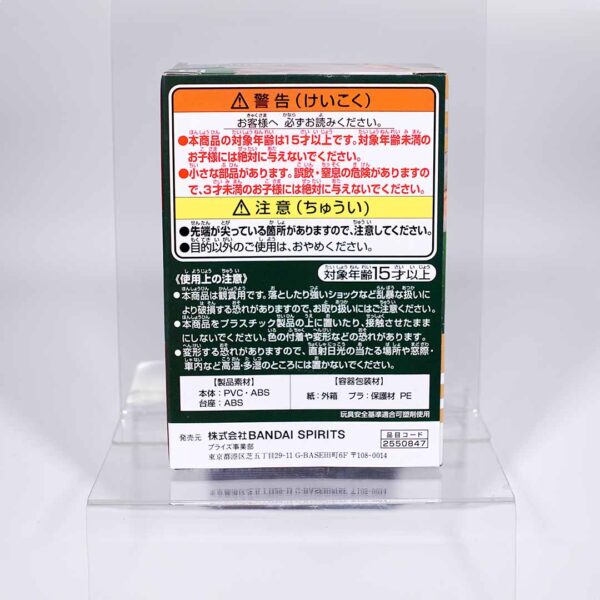 ⚠警告(けいこく)
お客様へ 必ずお読みください。
●本商品の対象年齢は15才以上です。対象年齢未満の
お子様には絶対に与えないでください。
●小さな部品があります。誤飲・窒息の危険がありますの
で、3才未満のお子様には絶対に与えないでください。
⚠注意(ちゅうい)
●先端が尖っている箇所がありますので、注意してください。
●目的以外のご使用は、おやめください。
対象年齢15才以上
《使用上の注意》
●本商品は観賞用です。落としたり強いショックなど乱暴な扱いに
より破損する恐れがありますので、お取り扱いにはご注意ください。
●本商品をプラスチック製品の上に置いたり、接触させたままに
しないでください。色の付着や変形などの恐れがあります。
●変形する恐れがありますので、直射日光の当たる場所や窓際・
車内など高温・多湿のところには置かないでください。
【製品素材】
本体:PVC・ABS
台座:ABS
【容器包装材】
紙:外箱 プラ:保護材 PE
玩具安全基準適合可塑剤使用
発売元 株式会社BANDAI SPIRITS
プライズ事業部
東京都港区芝五丁目29-11 G-BASE田町6F 〒108-0014
品目コード
2550847